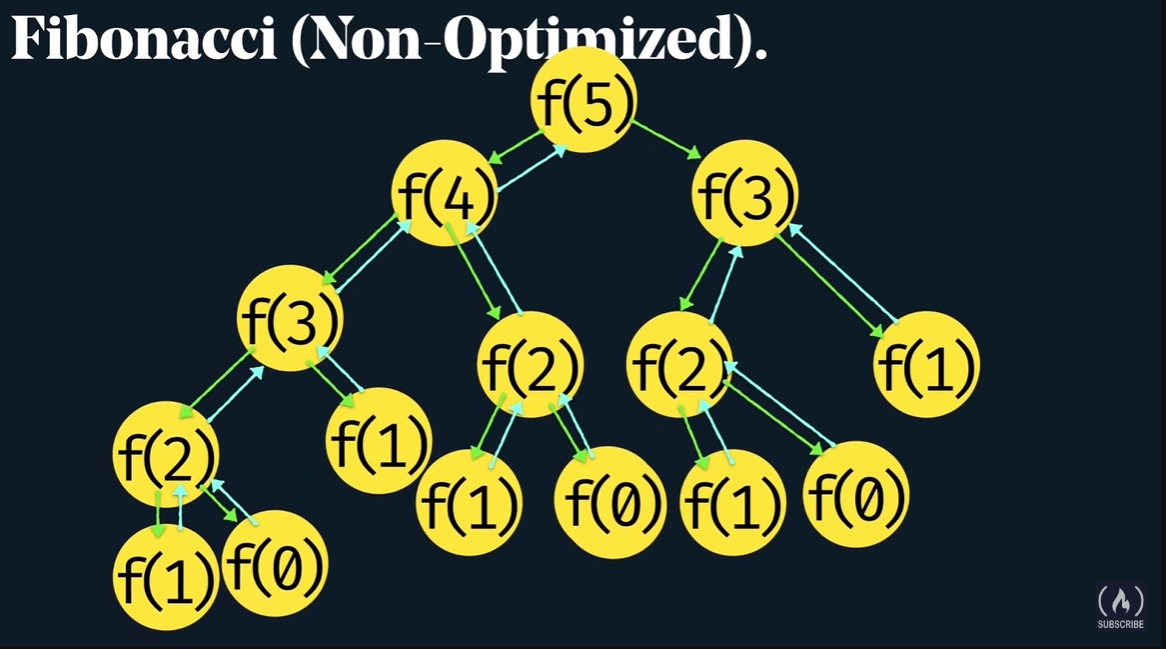 Fibonacci (Non-Optimized).
f(5)
f(4)
f(3)
f(3)
f(2)
f(2)
f(1)
f(2)
f(1)
f(1)
f(0)
f(1)
f(0)
f(1)
f(0)
SUBSCRIBE